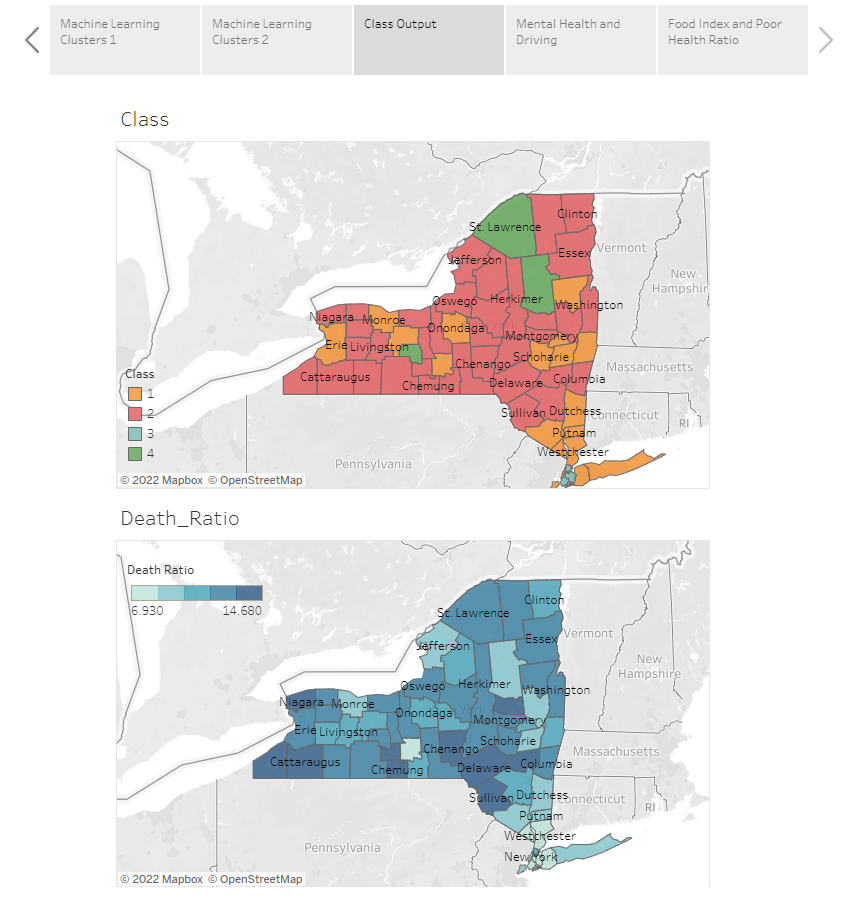 Machine Learning
Clusters 1
Machine Learning
Clusters 2
Class Output
Mental Health and
Driving
Food Index and Poor
Health Ratio
Class
St. Lawrence
Clinton
Essex
Vermont
Jefferson
New
Hampshir
Oswego
Herkimer
Washington
Niagara
Monroe
Onondaga
Montgomery
Erie
Livingston
Schoharie
Chenango
Massachusetts
Class
Cattaraugus
Chemung
Delaware
Columbia
1
2
Sullivan
Dutchess
Connecticut
RI
3
Putnam
4
Westchester
Pennsylvania
© 2022 Mapbox © OpenStreetMap
Death_Ratio
Death Ratio
6.930
14.680
Clinton
St. Lawrence
Essex
Vermont
Jefferson
New
Hampshire
Oswego
Herkimer
Washington
Niagara
Monroe
Onondaga
Montgomery
Erie
Livingston
Schoharie
Chenango
Massachusetts
Cattaraugus
Chemung
Delaware
Columbia
Sullivan
Dutchess
Connecticut
RI
Putnam
Westchester
Pennsylvania
New York
© 2022 Mapbox © OpenStreetMap